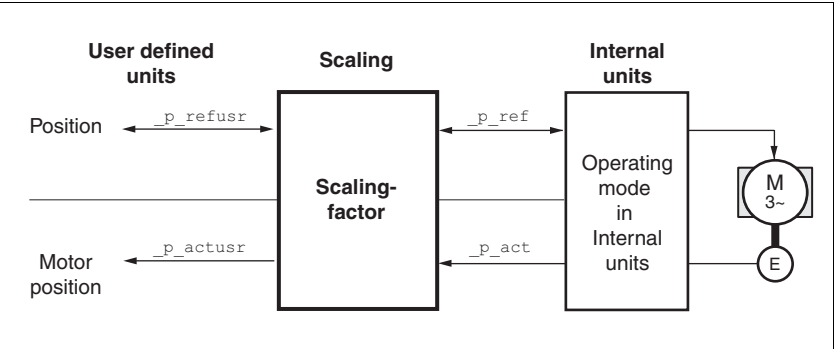 User defined
units
Scaling
Internal
units
Position
_p_refusr
_p_ref
Scaling-
factor
Operating
mode
in
Internal
units
M
3~
Motor
position
_p_actusr
_p_act
E